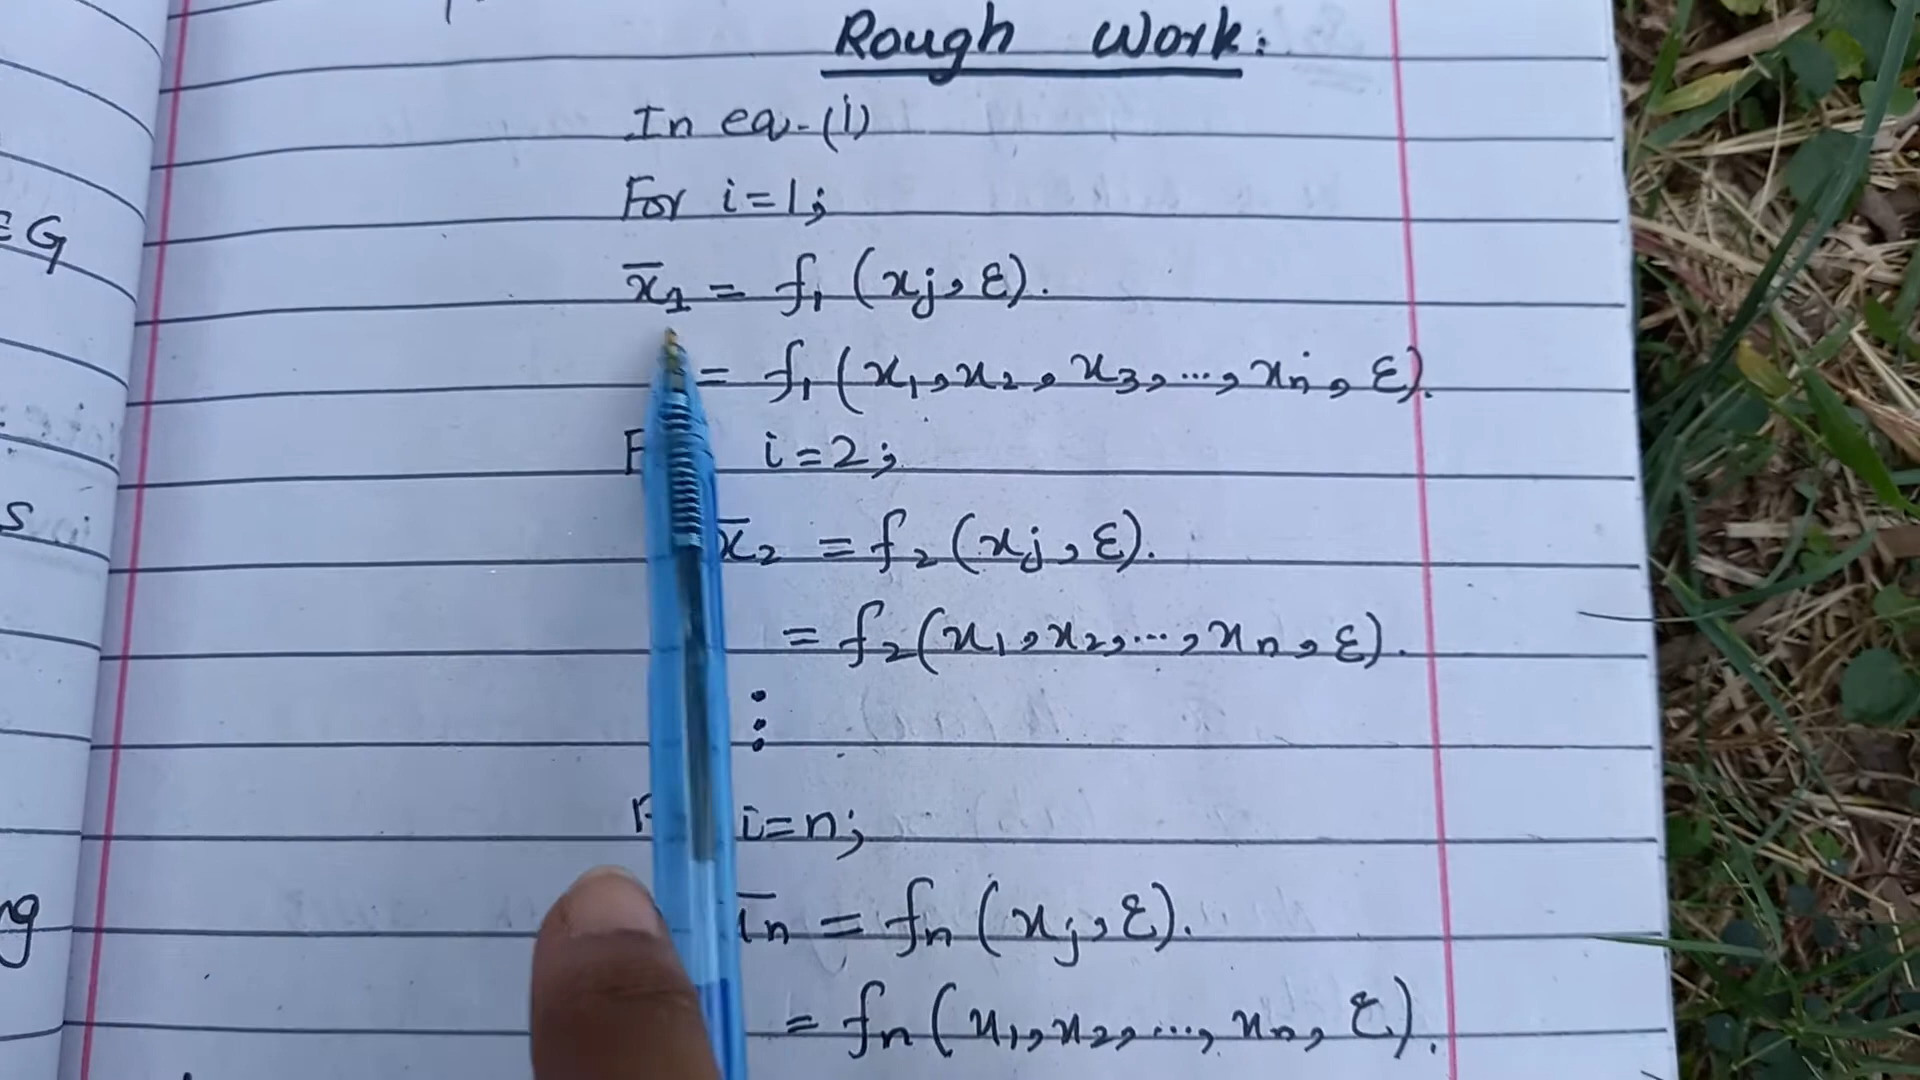 ∈ G
s
ng
Rough Work:
In eq.(i)
For i=1;
x̄₁ = f₁ (xⱼ, ε).
= f₁(x₁, x₂, x₃, ..., xₙ, ε).
i=2;
x̄₂ = f₂ (xⱼ, ε).
= f₂(x₁, x₂, ..., xₙ, ε).
⋮
i=n;
= fₙ (xⱼ, ε).
= fₙ (x₁, x₂, ..., xₙ, ε).